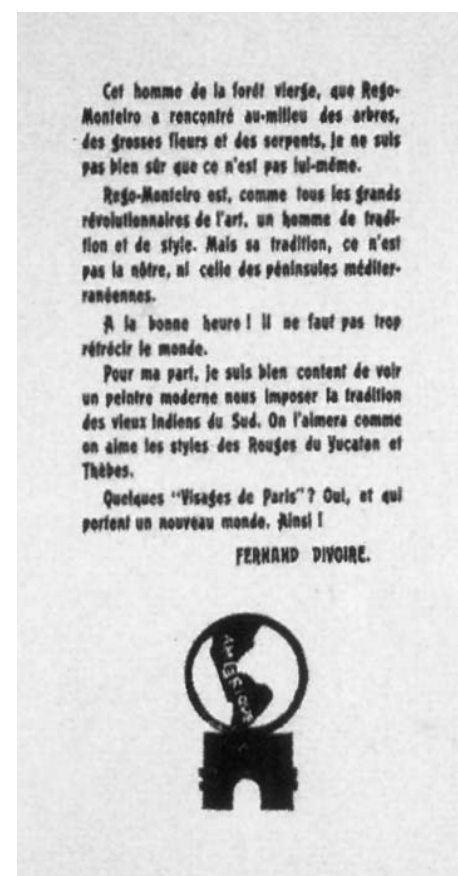 Cet homme de la forêt vierge, que Rego-
Monteiro a rencontré au-milieu des arbres,
des grosses fleurs et des serpents, je ne suis
pas bien sûr que ce n'est pas lui-même.
Rego-Monteiro est, comme tous les grands
révolutionnaires de l'art, un homme de tradi-
tion et de style. Mais sa tradition, ce n'est
pas la nôtre, ni celle des péninsules méditer-
ranéennes.
A la bonne heure ! Il ne faut pas trop
rétrécir le monde.
Pour ma part, je suis bien content de voir
un peintre moderne nous imposer la tradition
des vieux Indiens du Sud. On l'aimera comme
on aime les styles des Rouges du Yucatan et
Thèbes.
Quelques "Visages de Paris" ? Oui, et qui
portent un nouveau monde. Ainsi !
FERNAND DIVOIRE.
AMÉRIQUE